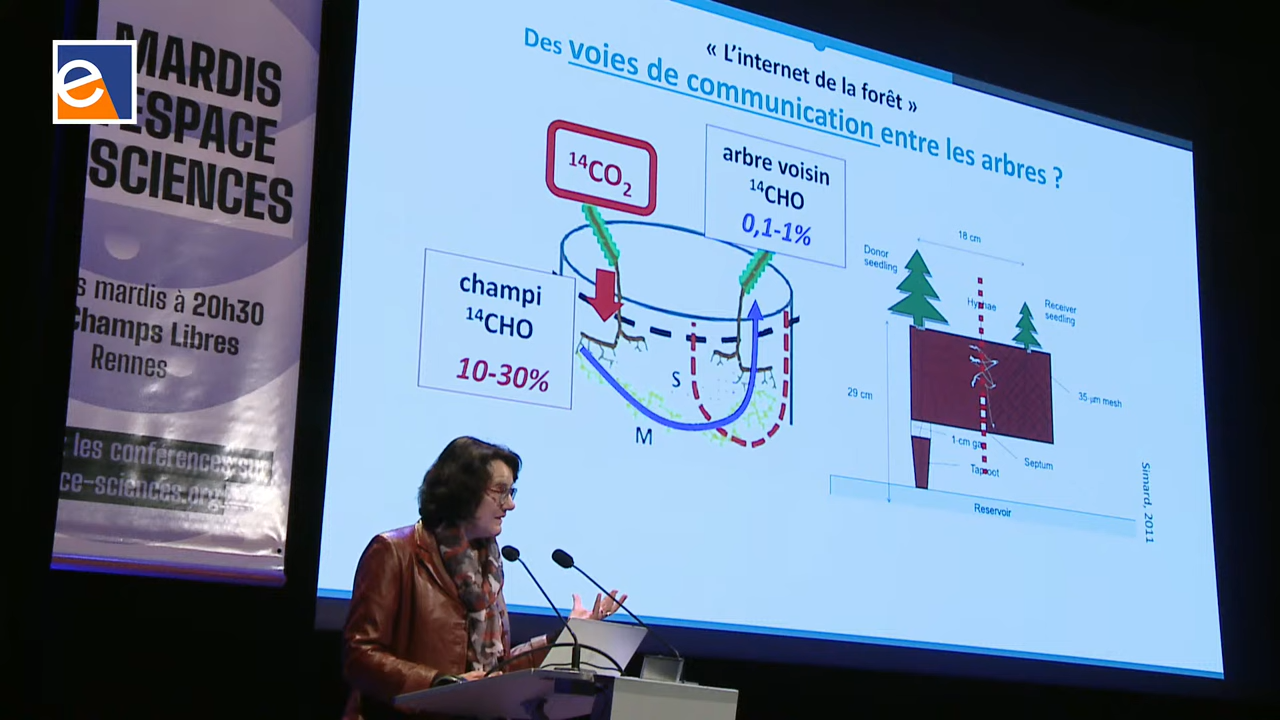 e
MARDIS
ESPACE
SCIENCES
s mardis à 20h30
Champs Libres
Rennes
les conférences sur
ce-sciences.org
« L'internet de la forêt »
Des voies de communication entre les arbres ?
¹⁴CO₂
arbre voisin
¹⁴CHO
0,1-1%
champi
¹⁴CHO
10-30%
S
M
18 cm
Donor
seedling
Hyphae
Receiver
seedling
29 cm
35 μm mesh
1-cm ga
Septum
Taproot
Reservoir
Simard, 2011